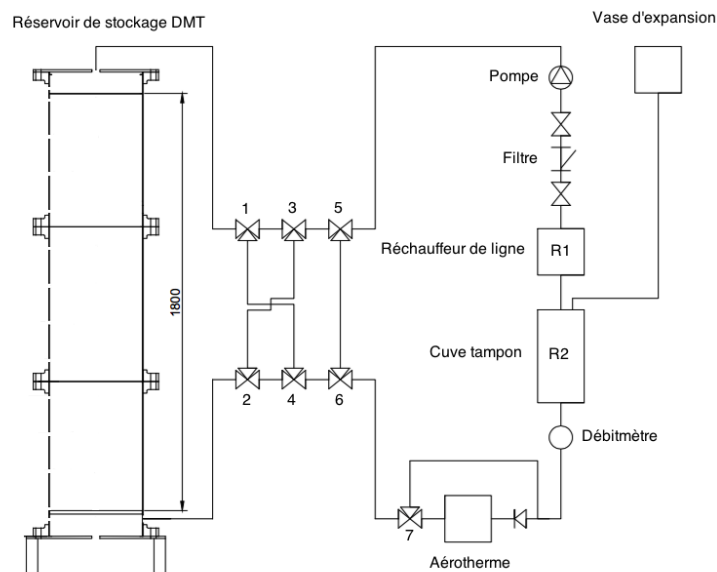 Réservoir de stockage DMT
Vase d'expansion
Pompe
Filtre
1 3 5
Réchauffeur de ligne
R1
1800
Cuve tampon
R2
2 4 6
Débitmètre
7
Aérotherme